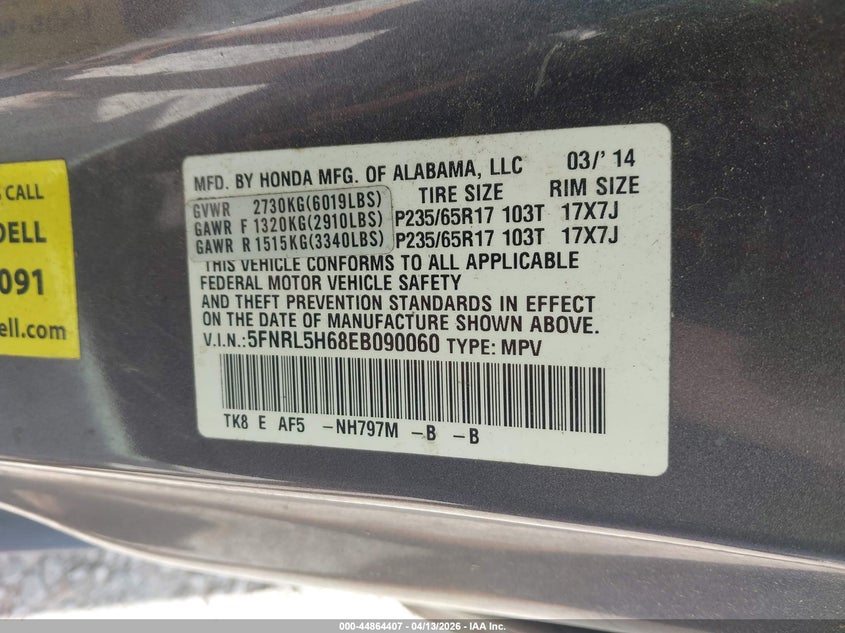 S CALL
DELL
091
ell.com
MFD. BY HONDA MFG. OF ALABAMA, LLC 03/' 14
TIRE SIZE RIM SIZE
GVWR 2730KG(6019LBS)
GAWR F 1320KG(2910LBS) P235/65R17 103T 17X7J
GAWR R 1515KG(3340LBS) P235/65R17 103T 17X7J
THIS VEHICLE CONFORMS TO ALL APPLICABLE
FEDERAL MOTOR VEHICLE SAFETY
AND THEFT PREVENTION STANDARDS IN EFFECT
ON THE DATE OF MANUFACTURE SHOWN ABOVE.
V.I.N.:5FNRL5H68EB090060 TYPE: MPV
TK8 E AF5 -NH797M -B -B
000-44864407 - 04/13/2026 - IAA Inc.